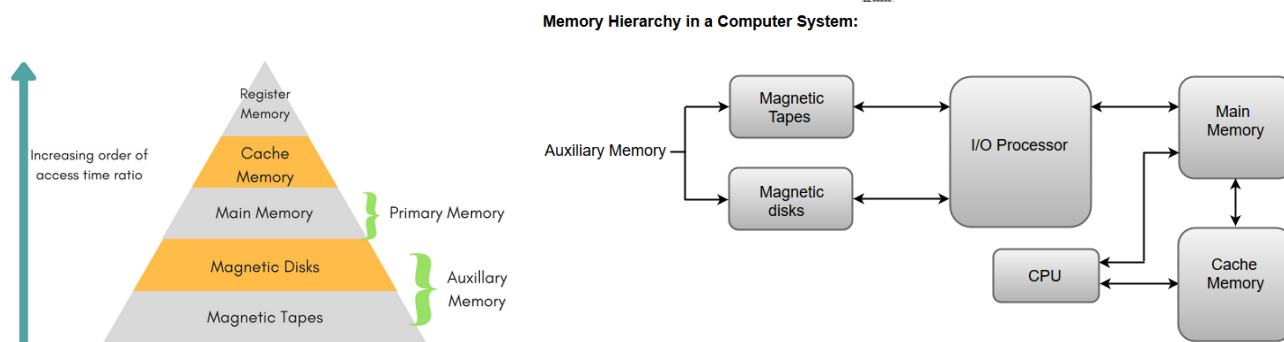 Memory Hierarchy in a Computer System:
Register
Memory
Cache
Memory
Increasing order of
access time ratio
Main Memory
Primary Memory
Magnetic Disks
Auxillary
Memory
Magnetic Tapes
Auxiliary Memory
Magnetic
Tapes
Magnetic
disks
I/O Processor
Main
Memory
CPU
Cache
Memory